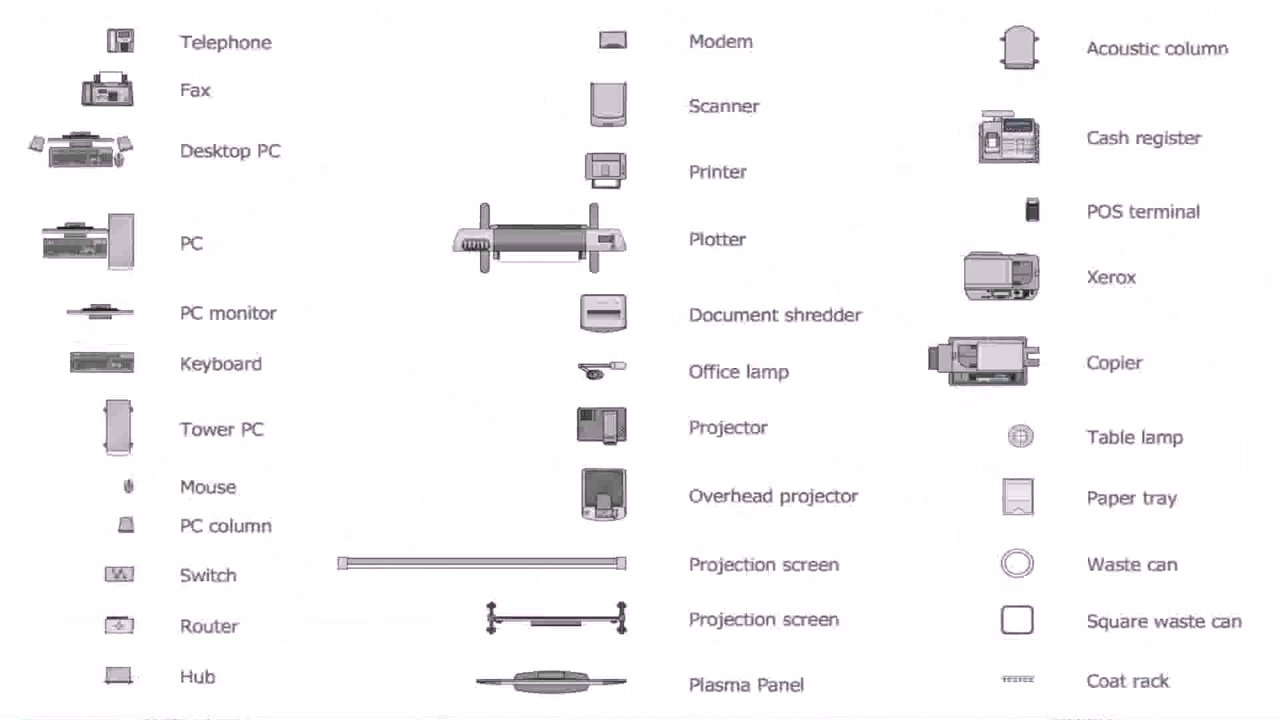 Telephone
Fax
Desktop PC
PC
PC monitor
Keyboard
Tower PC
Mouse
PC column
Switch
Router
Hub
Modem
Scanner
Printer
Plotter
Document shredder
Office lamp
Projector
Overhead projector
Projection screen
Projection screen
Plasma Panel
Acoustic column
Cash register
POS terminal
Xerox
Copier
Table lamp
Paper tray
Waste can
Square waste can
Coat rack